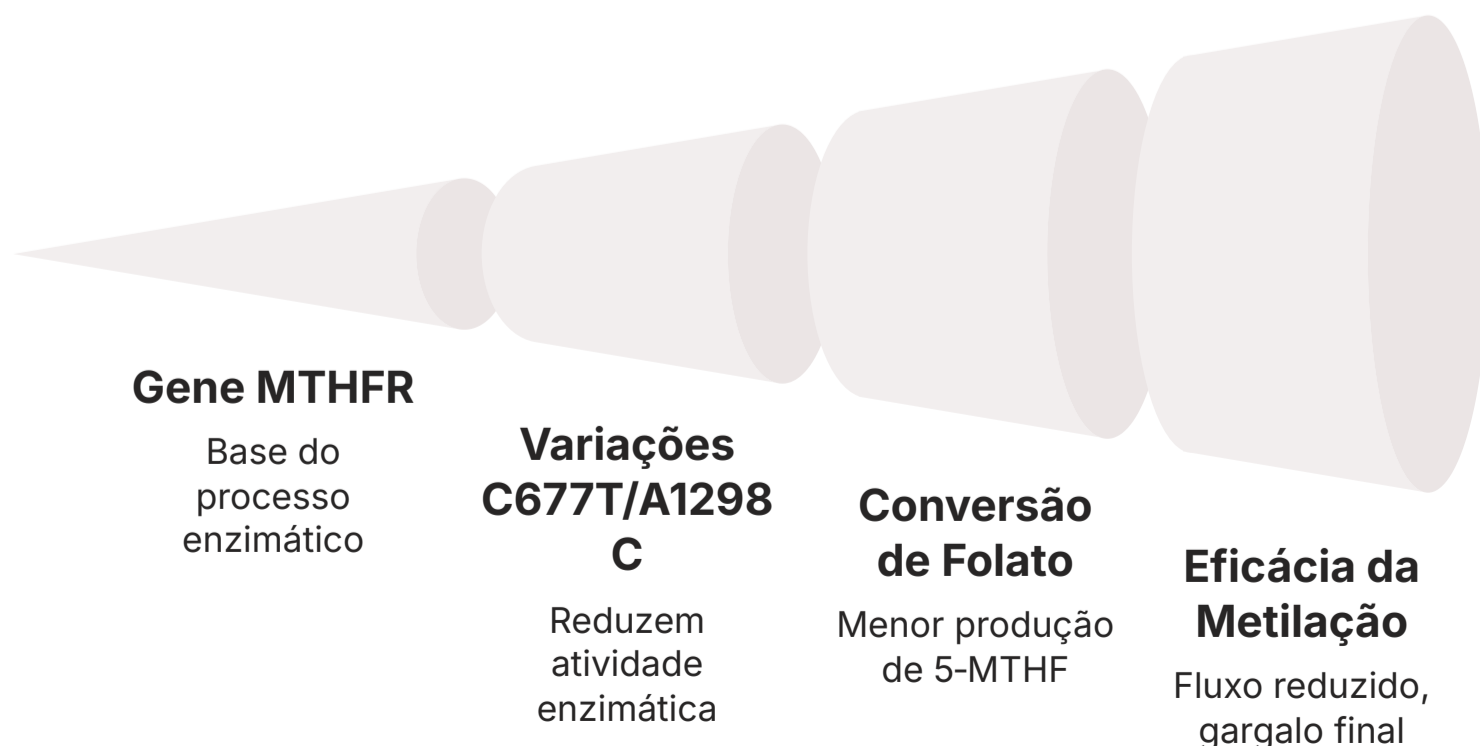 Gene MTHFR
Base do
processo
enzimático
Variações
C677T/A1298
C
Reduzem
atividade
enzimática
Conversão
de Folato
Menor produção
de 5-MTHF
Eficácia da
Metilação
Fluxo reduzido,
gargalo final